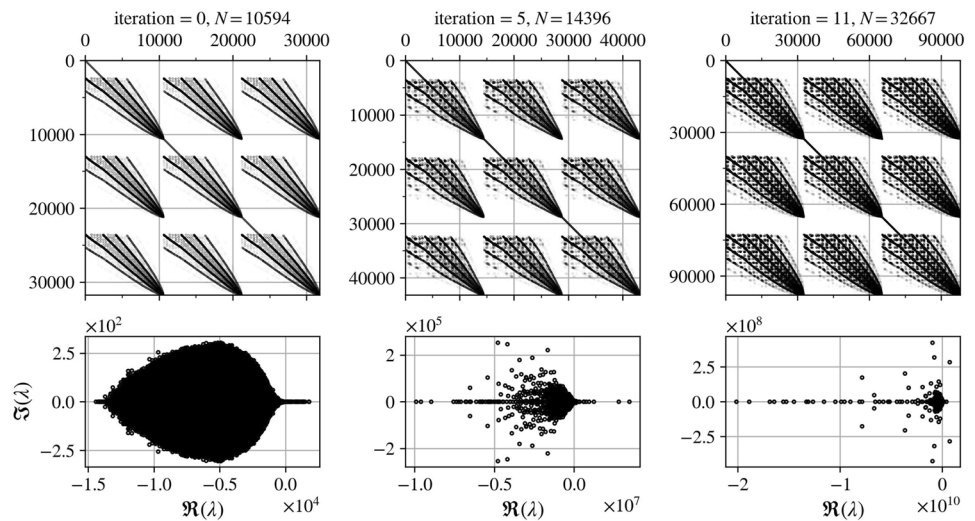 iteration = 0, N=10594
iteration = 5, N=14396
iteration = 11, N=32667
0 10000 20000 30000
0 10000 20000 30000 40000
0 30000 60000 90000
0
10000
20000
30000
0
10000
20000
30000
40000
0
30000
60000
90000
×10²
×10⁵
×10⁸
ℑ(λ)
2.5
0.0
−2.5
2
0
−2
2.5
0.0
−2.5
−1.5 −1.0 −0.5 0.0
−1.0 −0.5 0.0
−2 −1 0
ℜ(λ) ×10⁴
ℜ(λ) ×10⁷
ℜ(λ) ×10¹⁰